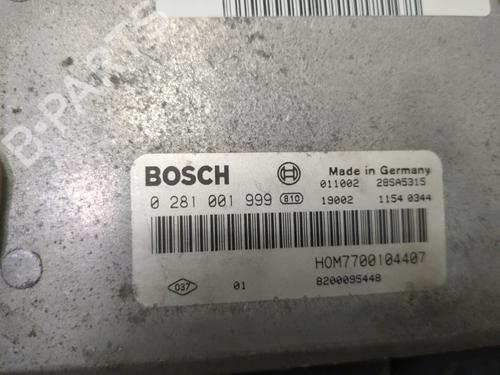 B-PARTS
BOSCH
Made in Germany
0 281 001 999 810
011002 28SA5315
19002 1154 0344
HOM7700104407
037 01 8200095448